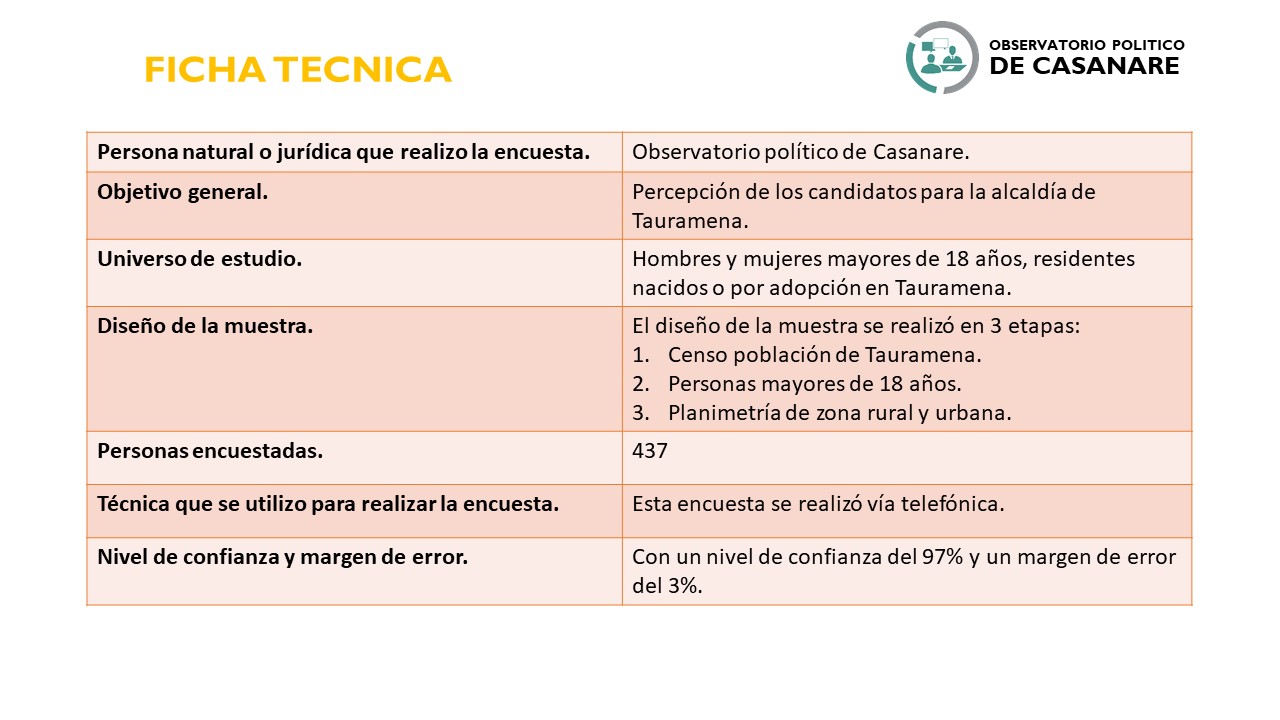 FICHA TECNICA
OBSERVATORIO POLITICO
DE CASANARE
Persona natural o jurídica que realizo la encuesta.
Observatorio político de Casanare.
Objetivo general.
Percepción de los candidatos para la alcaldía de
Tauramena.
Universo de estudio.
Hombres y mujeres mayores de 18 años, residentes
nacidos o por adopción en Tauramena.
Diseño de la muestra.
El diseño de la muestra se realizó en 3 etapas:
1. Censo población de Tauramena.
2. Personas mayores de 18 años.
3. Planimetría de zona rural y urbana.
Personas encuestadas.
437
Técnica que se utilizo para realizar la encuesta.
Esta encuesta se realizó vía telefónica.
Nivel de confianza y margen de error.
Con un nivel de confianza del 97% y un margen de error
del 3%.